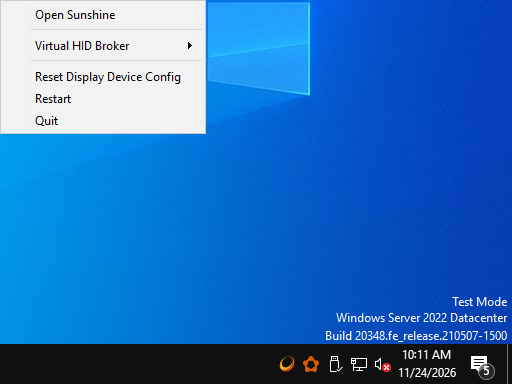 Open Sunshine
Virtual HID Broker
Reset Display Device Config
Restart
Quit
Test Mode
Windows Server 2022 Datacenter
Build 20348.fe_release.210507-1500
10:11 AM
11/24/2026
5